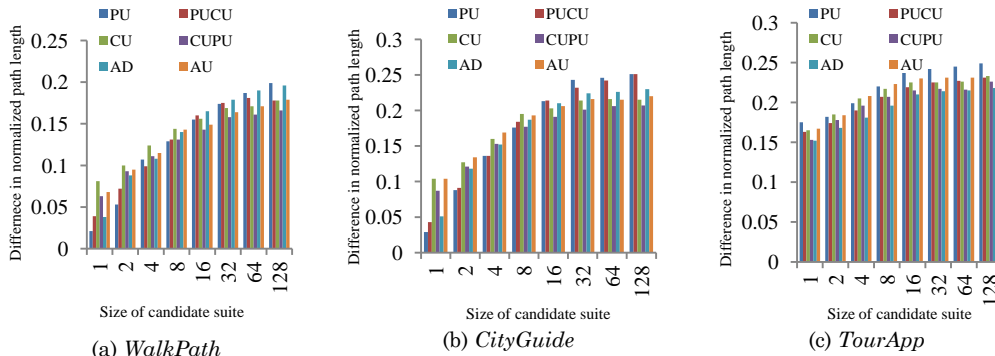 PU PUCU
CU CUPU
AD AU
Differnece in normalized path length
0.25
0.2
0.15
0.1
0.05
0
1 2 4 8 16 32 64 128
Size of candidate suite
(a) WalkPath
PU PUCU
CU CUPU
AD AU
Difference in normalized path length
0.3
0.25
0.2
0.15
0.1
0.05
0
1 2 4 8 16 32 64 128
Size of candidate suite
(b) CityGuide
PU PUCU
CU CUPU
AD AU
Difference in normalized path length
0.3
0.25
0.2
0.15
0.1
0.05
0
1 2 4 8 16 32 64 128
Size of candidate suite
(c) TourApp